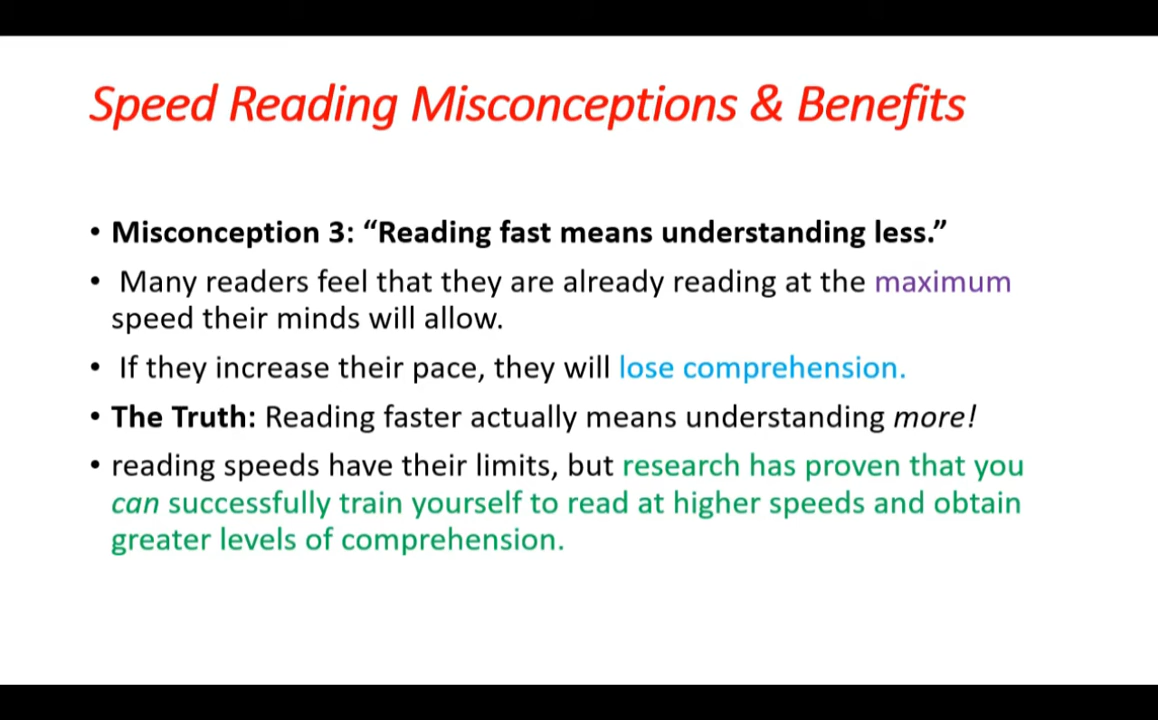 Speed Reading Misconceptions & Benefits
• Misconception 3: “Reading fast means understanding less.”
• Many readers feel that they are already reading at the maximum
speed their minds will allow.
• If they increase their pace, they will lose comprehension.
• The Truth: Reading faster actually means understanding more!
• reading speeds have their limits, but research has proven that you
can successfully train yourself to read at higher speeds and obtain
greater levels of comprehension.